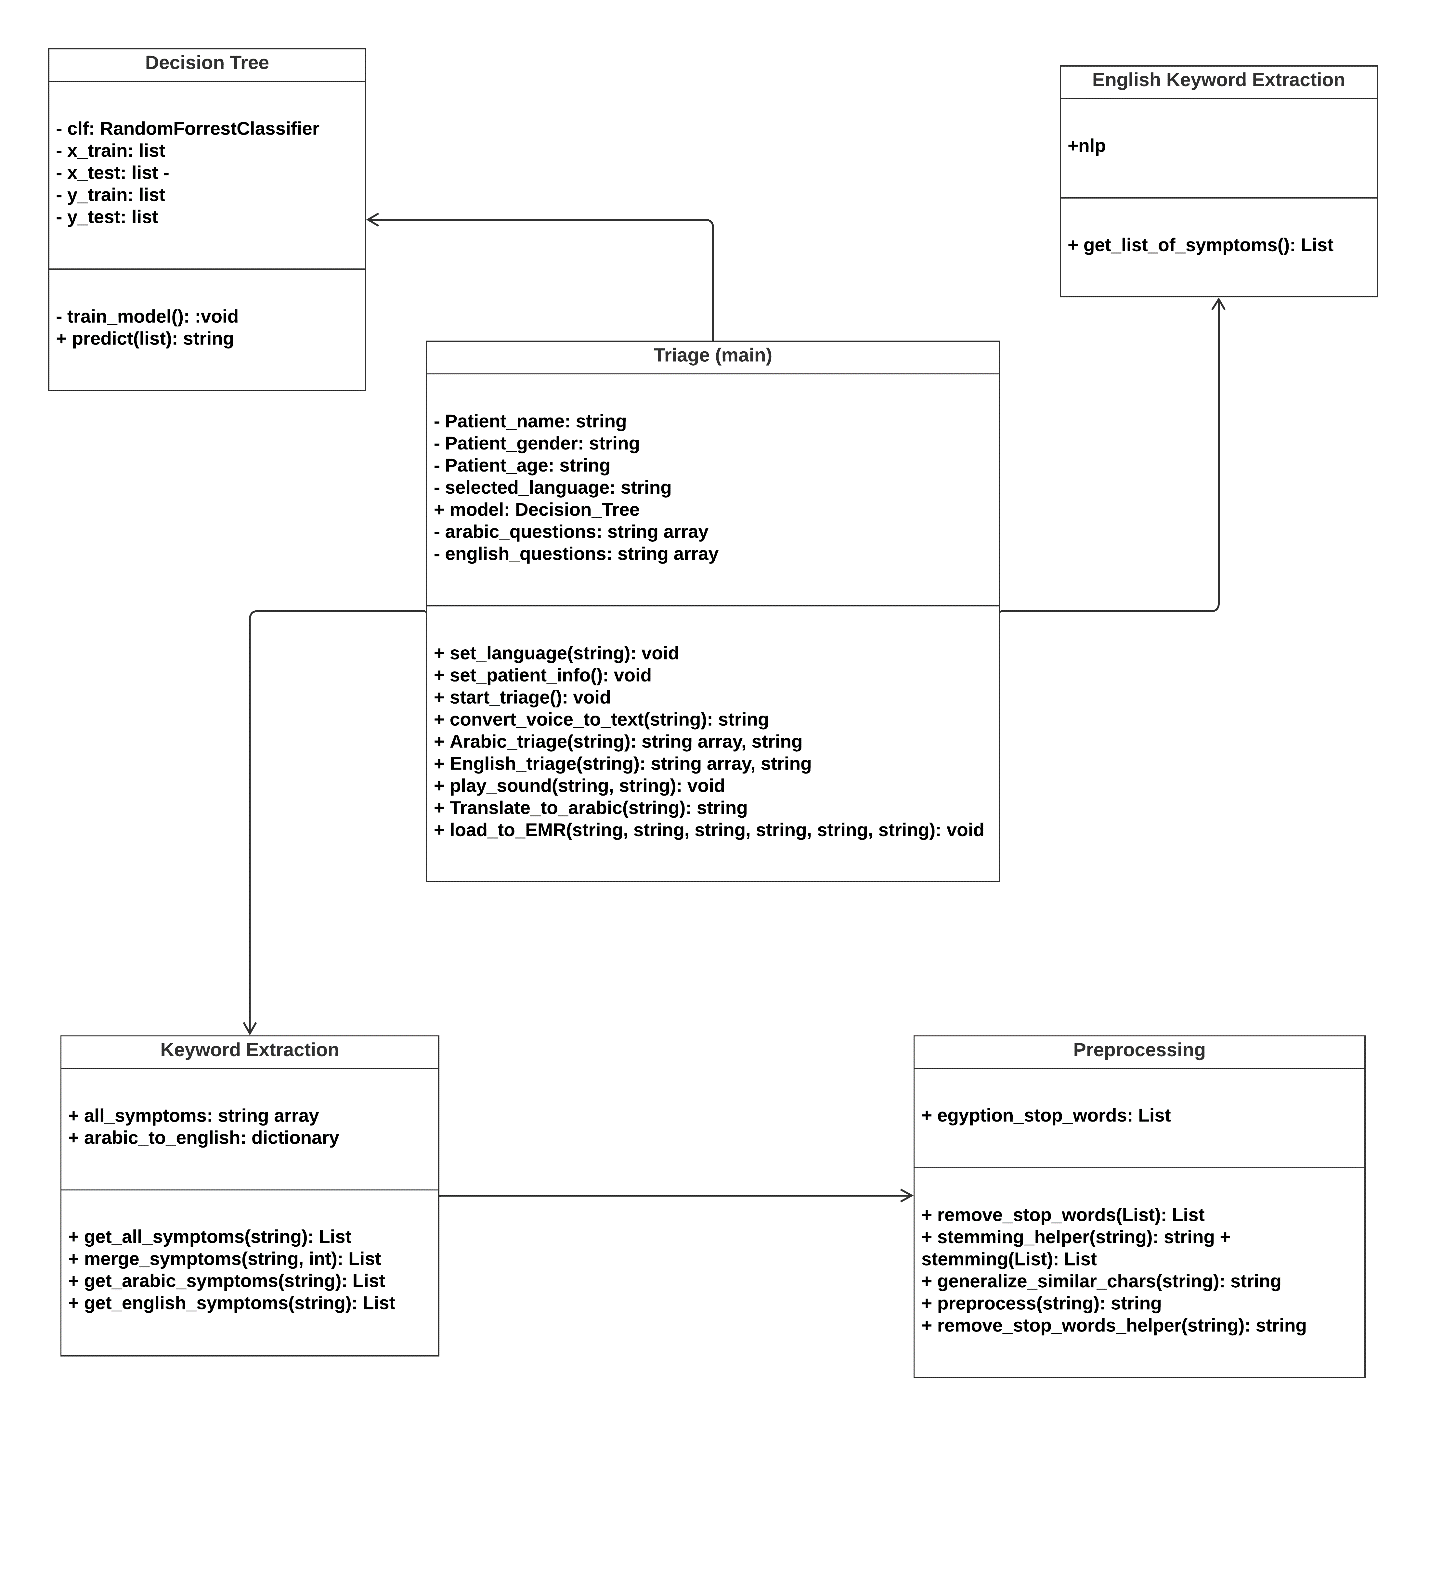 Decision Tree
- clf: RandomForrestClassifier
- x_train: list
- x_test: list -
- y_train: list
- y_test: list
- train_model(): :void
+ predict(list): string
English Keyword Extraction
+nlp
+ get_list_of_symptoms(): List
Triage (main)
- Patient_name: string
- Patient_gender: string
- Patient_age: string
- selected_language: string
+ model: Decision_Tree
- arabic_questions: string array
- english_questions: string array
+ set_language(string): void
+ set_patient_info(): void
+ start_triage(): void
+ convert_voice_to_text(string): string
+ Arabic_triage(string): string array, string
+ English_triage(string): string array, string
+ play_sound(string, string): void
+ Translate_to_arabic(string): string
+ load_to_EMR(string, string, string, string, string, string): void
Keyword Extraction
+ all_symptoms: string array
+ arabic_to_english: dictionary
+ get_all_symptoms(string): List
+ merge_symptoms(string, int): List
+ get_arabic_symptoms(string): List
+ get_english_symptoms(string): List
Preprocessing
+ egyption_stop_words: List
+ remove_stop_words(List): List
+ stemming_helper(string): string +
stemming(List): List
+ generalize_similar_chars(string): string
+ preprocess(string): string
+ remove_stop_words_helper(string): string